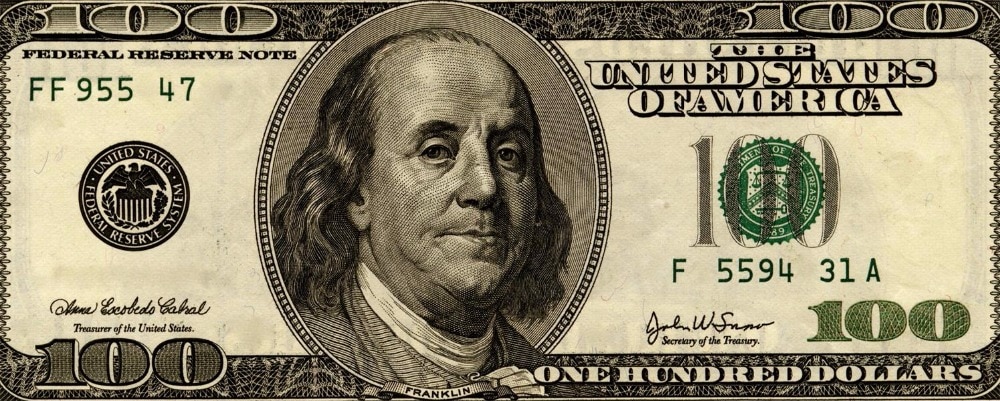 100
100
FEDERAL RESERVE NOTE
FF 955 47
THE
UNITED STATES
OF AMERICA
UNITED STATES FEDERAL RESERVE SYSTEM
100
F 5594 31 A
Anna Escobedo Cabral
Treasurer of the United States.
John W Snow
Secretary of the Treasury.
100
100
FRANKLIN
ONE HUNDRED DOLLARS